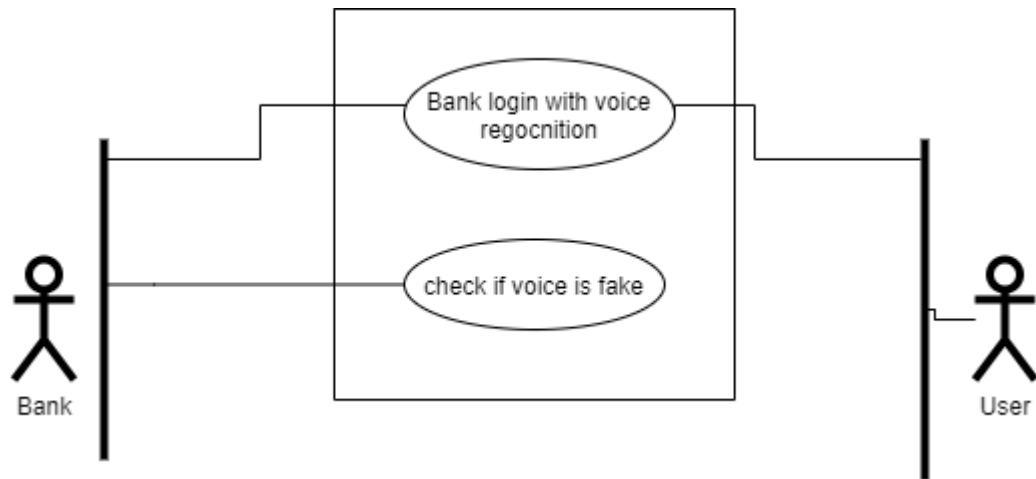 Bank login with voice
regocnition
check if voice is fake
Bank
User